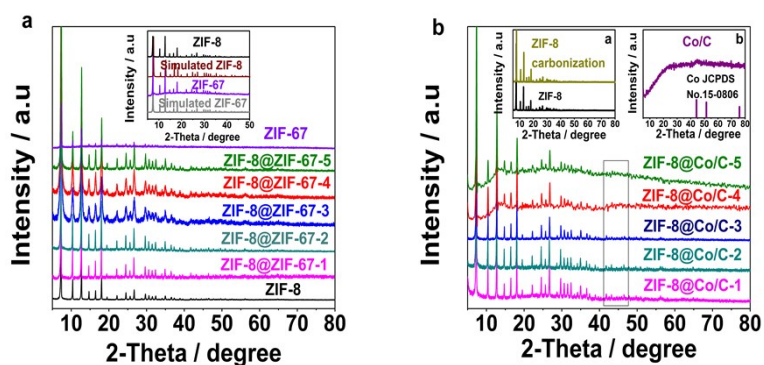 a
Intensity / a.u
ZIF-67
ZIF-8@ZIF-67-5
ZIF-8@ZIF-67-4
ZIF-8@ZIF-67-3
ZIF-8@ZIF-67-2
ZIF-8@ZIF-67-1
ZIF-8
5 10 20 30 40 50 60 70 80
2-Theta / degree
Intensity / a.u
ZIF-8
Simulated ZIF-8
ZIF-67
Simulated ZIF-67
5 10 20 30 40 50
2-Theta / degree
b
Intensity / a.u
ZIF-8@Co/C-5
ZIF-8@Co/C-4
ZIF-8@Co/C-3
ZIF-8@Co/C-2
ZIF-8@Co/C-1
5 10 20 30 40 50 60 70 80
2-Theta / degree
a
Intensity / a.u
ZIF-8
carbonization
ZIF-8
5 10 20 30 40 50 60 70 80
2-Theta / degree
b
Intensity / a.u
Co/C
Co JCPDS
No.15-0806
5 10 20 30 40 50 60 70 80
2-Theta / degree